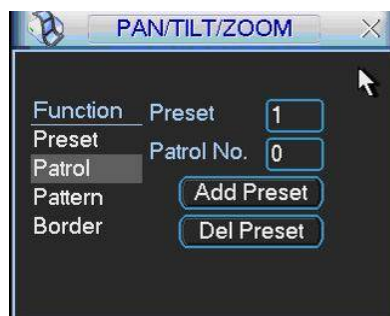 PAN/TILT/ZOOM
Function
Preset
Patrol
Pattern
Border
Preset 1
Patrol No. 0
Add Preset
Del Preset